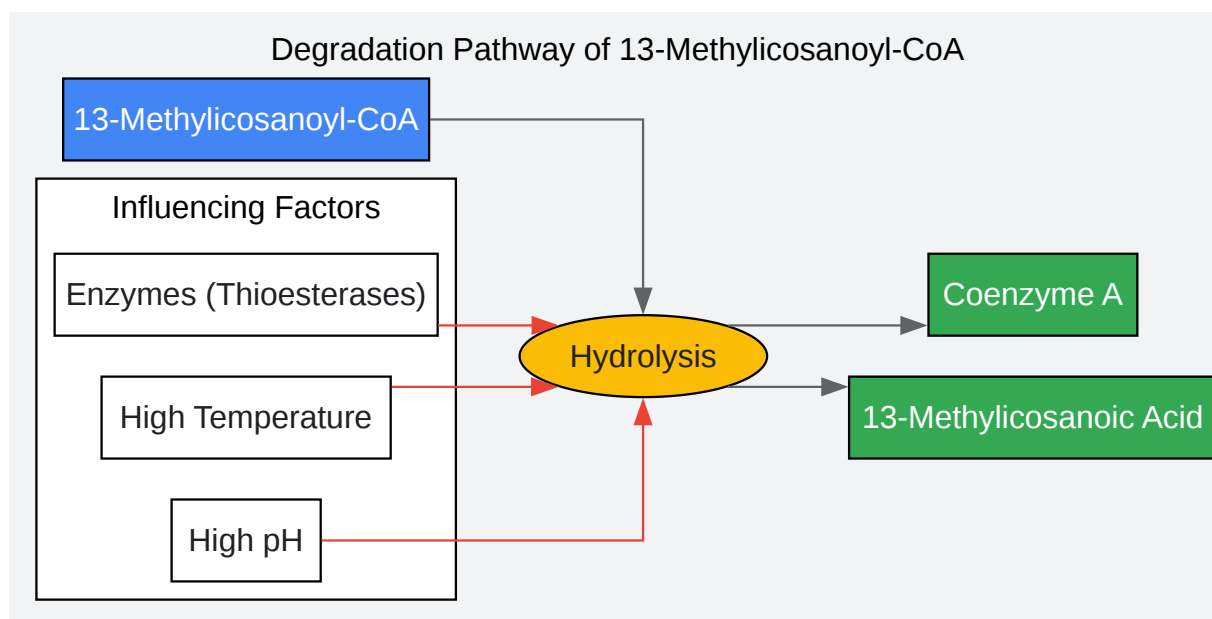 Degradation Pathway of 13-Methylicosanoyl-CoA
13-Methylicosanoyl-CoA
Influencing Factors
Enzymes (Thioesterases)
High Temperature
High pH
Hydrolysis
Coenzyme A
13-Methylicosanoic Acid